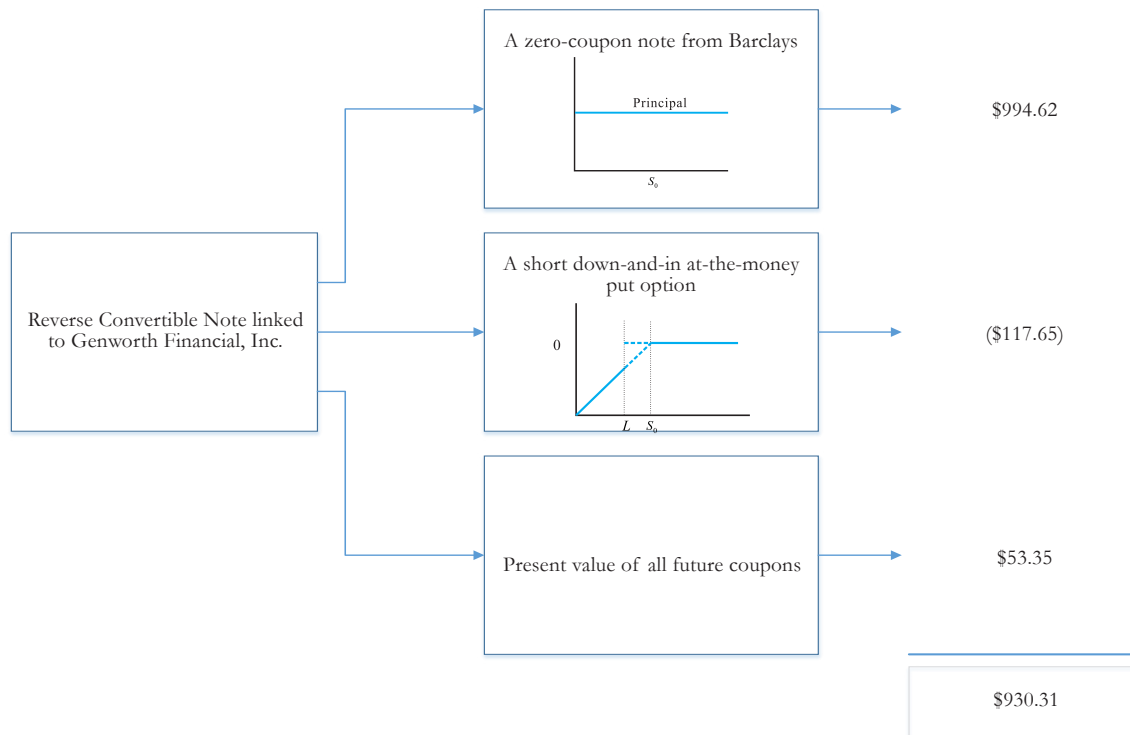 A zero-coupon note from Barclays
Principal
S₀
$994.62
Reverse Convertible Note linked
to Genworth Financial, Inc.
A short down-and-in at-the-money
put option
0
L S₀
($117.65)
Present value of all future coupons
$53.35
$930.31